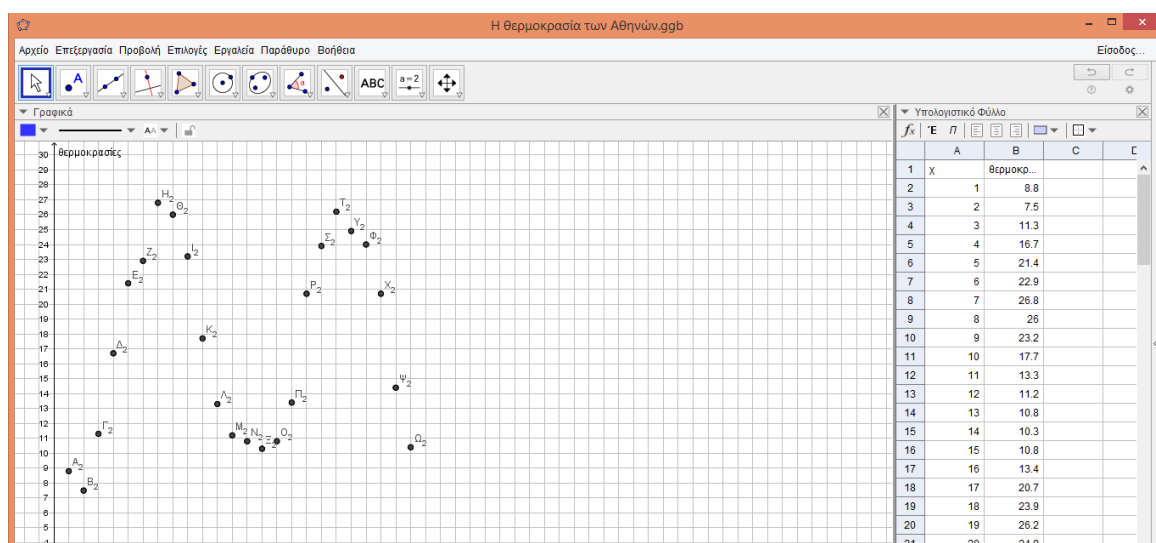 Η θερμοκρασία των Αθηνών.ggb
Αρχείο Επεξεργασία Προβολή Επιλογές Εργαλεία Παράθυρο Βοήθεια Είσοδος...
A α ABC a = 2
Γραφικά
AA
Υπολογιστικό Φύλλο
fx Έ Π
A B C
1 χ θερμοκρ...
2 1 8.8
3 2 7.5
4 3 11.3
5 4 16.7
6 5 21.4
7 6 22.9
8 7 26.8
9 8 26
10 9 23.2
11 10 17.7
12 11 13.3
13 12 11.2
14 13 10.8
15 14 10.3
16 15 10.8
17 16 13.4
18 17 20.7
19 18 23.9
20 19 26.2
21 20 24.9
θερμοκρασίες
30
29
28
27
26
25
24
23
22
21
20
19
18
17
16
15
14
13
12
11
10
9
8
7
6
5
4
Α₂
Β₂
Γ₂
Δ₂
Ε₂
Ζ₂
Η₂
Θ₂
Ι₂
Κ₂
Λ₂
Μ₂
Ν₂
Ξ₂
Ο₂
Π₂
Ρ₂
Σ₂
Τ₂
Υ₂
Φ₂
Χ₂
Ψ₂
Ω₂